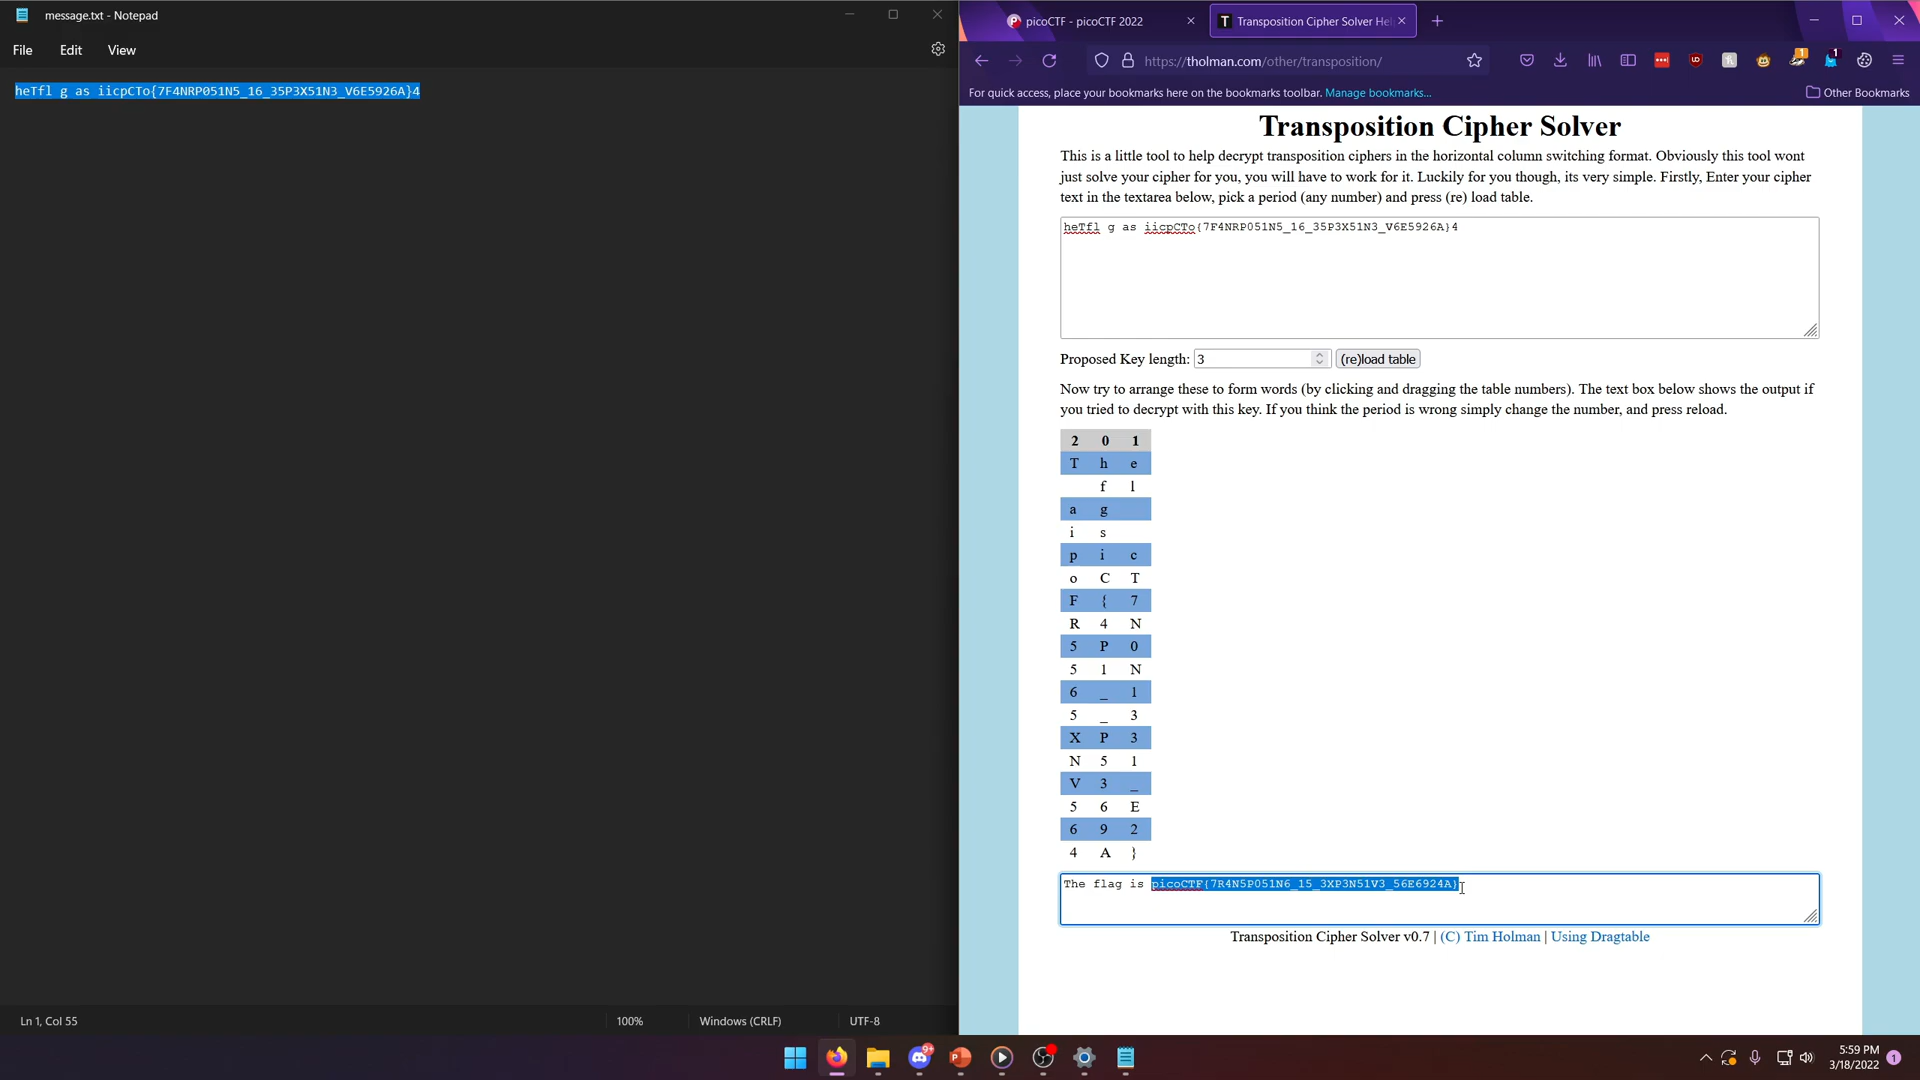 message.txt - Notepad
File Edit View
heTfl g as iicpCTo{7F4NRP051N5_16_35P3X51N3_V6E5926A}4
Ln 1, Col 55
100%
Windows (CRLF)
UTF-8
picoCTF - picoCTF 2022
T Transposition Cipher Solver Hel
https://tholman.com/other/transposition/
1
1
For quick access, place your bookmarks here on the bookmarks toolbar. Manage bookmarks...
Other Bookmarks
Transposition Cipher Solver
This is a little tool to help decrypt transposition ciphers in the horizontal column switching format. Obviously this tool wont
just solve your cipher for you, you will have to work for it. Luckily for you though, its very simple. Firstly, Enter your cipher
text in the textarea below, pick a period (any number) and press (re) load table.
heTfl g as iicpCTo{7F4NRP051N5_16_35P3X51N3_V6E5926A}4
Proposed Key length: 3 (re)load table
Now try to arrange these to form words (by clicking and dragging the table numbers). The text box below shows the output if
you tried to decrypt with this key. If you think the period is wrong simply change the number, and press reload.
2 0 1
T h e
f l
a g
i s
p i c
o C T
F { 7
R 4 N
5 P 0
5 1 N
6 _ 1
5 _ 3
X P 3
N 5 1
V 3 _
5 6 E
6 9 2
4 A }
The flag is picoCTF{7R4N5P051N6_15_3XP3N51V3_56E6924A}
Transposition Cipher Solver v0.7 | (C) Tim Holman | Using Dragtable
9+
5:59 PM
3/18/2022
1